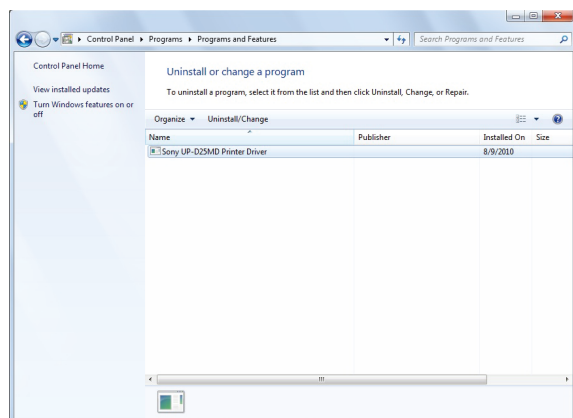 Control Panel ▸ Programs ▸ Programs and Features
Search Programs and Features
Control Panel Home
View installed updates
Turn Windows features on or
off
Uninstall or change a program
To uninstall a program, select it from the list and then click Uninstall, Change, or Repair.
Organize Uninstall/Change
Name Publisher Installed On Size
Sony UP-D25MD Printer Driver 8/9/2010